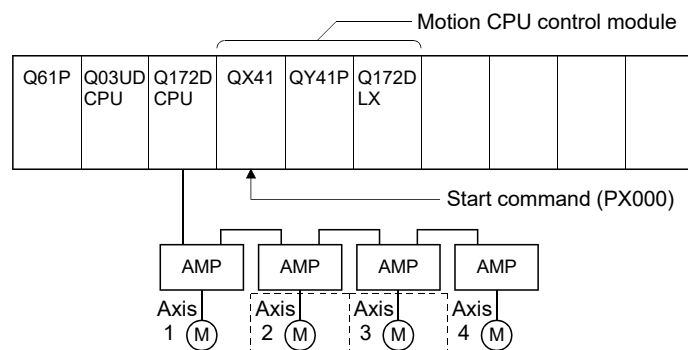 Motion CPU control module
Q61P
Q03UD
CPU
Q172D
CPU
QX41
QY41P
Q172D
LX
Start command (PX000)
AMP
AMP
AMP
AMP
Axis
1
M
Axis
2
M
Axis
3
M
Axis
4
M